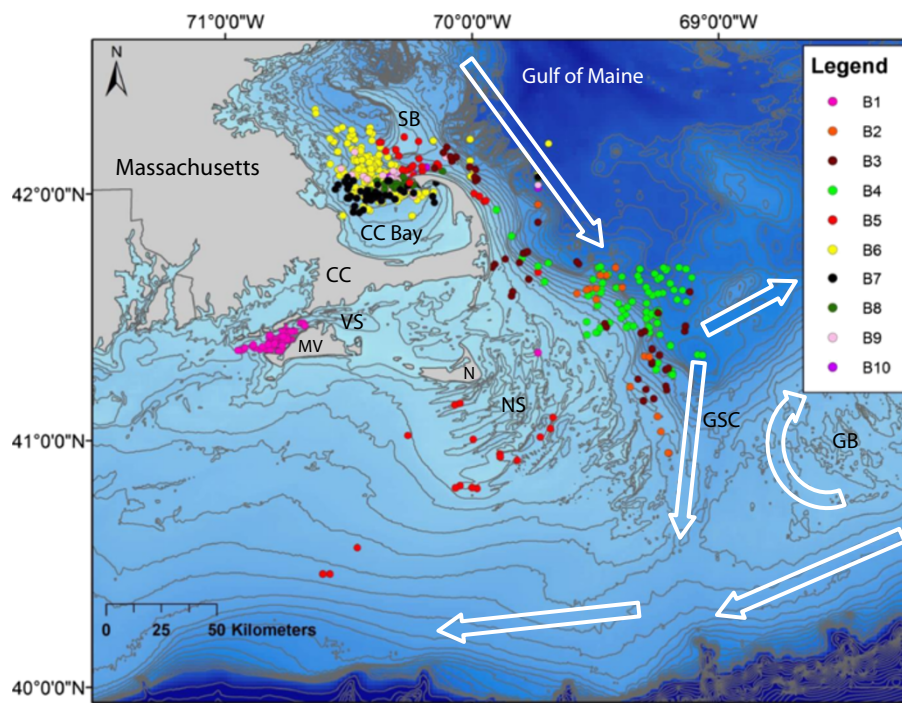 71°0'0"W 70°0'0"W 69°0'0"W
N
Gulf of Maine
Legend
B1
B2
B3
B4
B5
B6
B7
B8
B9
B10
SB
Massachusetts
42°0'0"N
CC Bay
CC
VS
MV
N
NS
41°0'0"N
GSC
GB
0 25 50 Kilometers
40°0'0"N